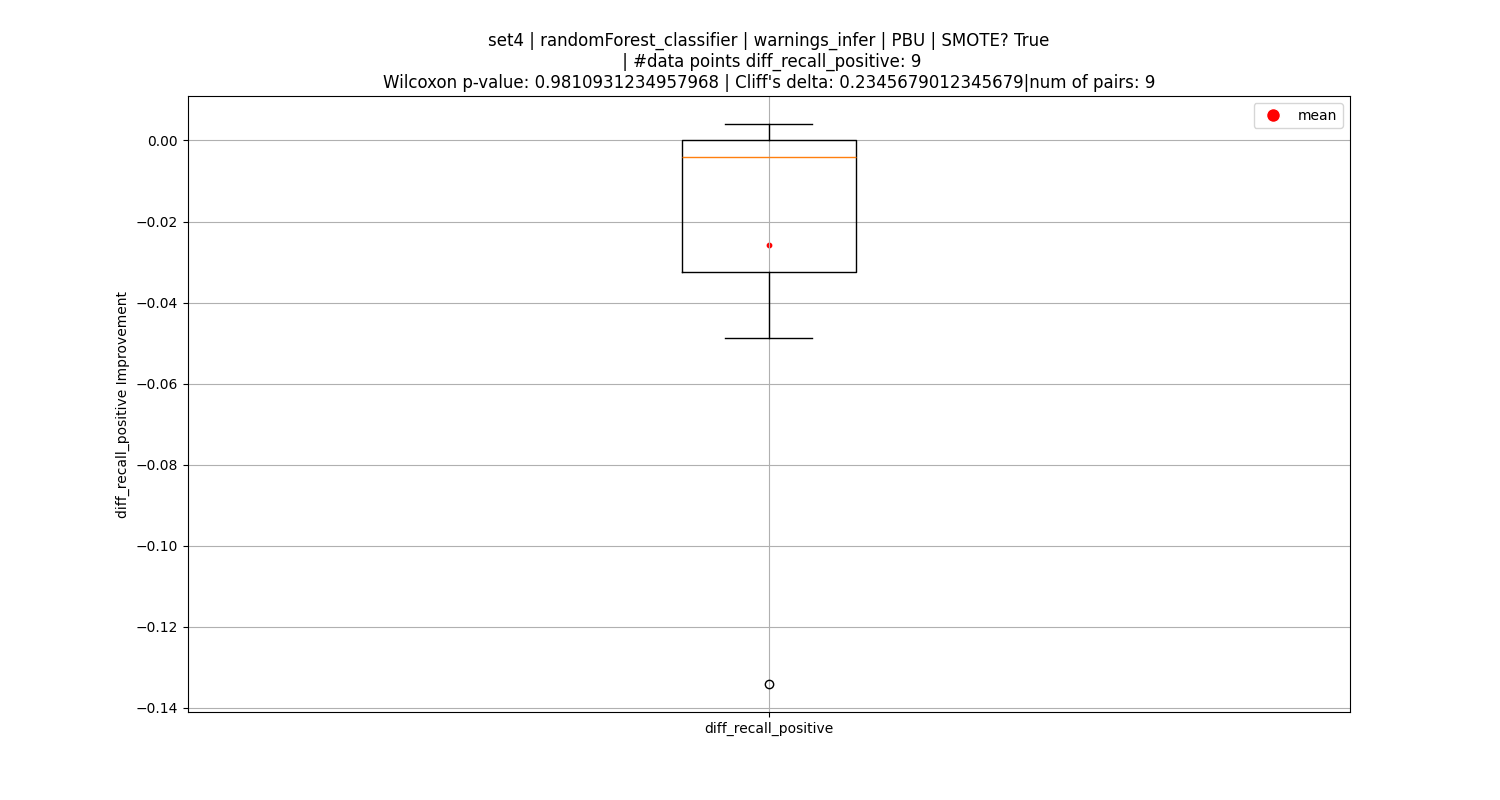 set4 | randomForest_classifier | warnings_infer | PBU | SMOTE? True
| #data points diff_recall_positive: 9
Wilcoxon p-value: 0.9810931234957968 | Cliff's delta: 0.2345679012345679|num of pairs: 9
mean
0.00
−0.02
−0.04
−0.06
−0.08
−0.10
−0.12
−0.14
diff_recall_positive Improvement
diff_recall_positive